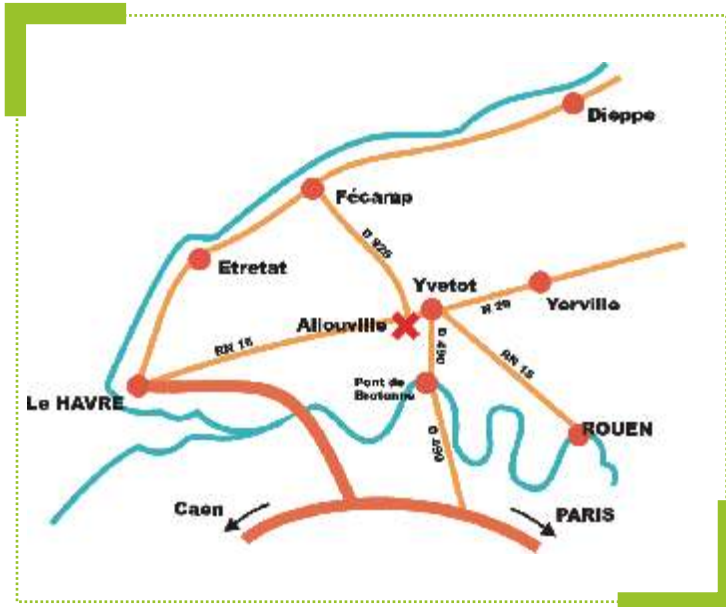 Dieppe
Fécamp
D 926
Etretat
Yvetot
N 29
Yerville
Allouville
RN 15
D 490
RN 15
Pont de
Brotonne
Le HAVRE
D 490
ROUEN
Caen
PARIS